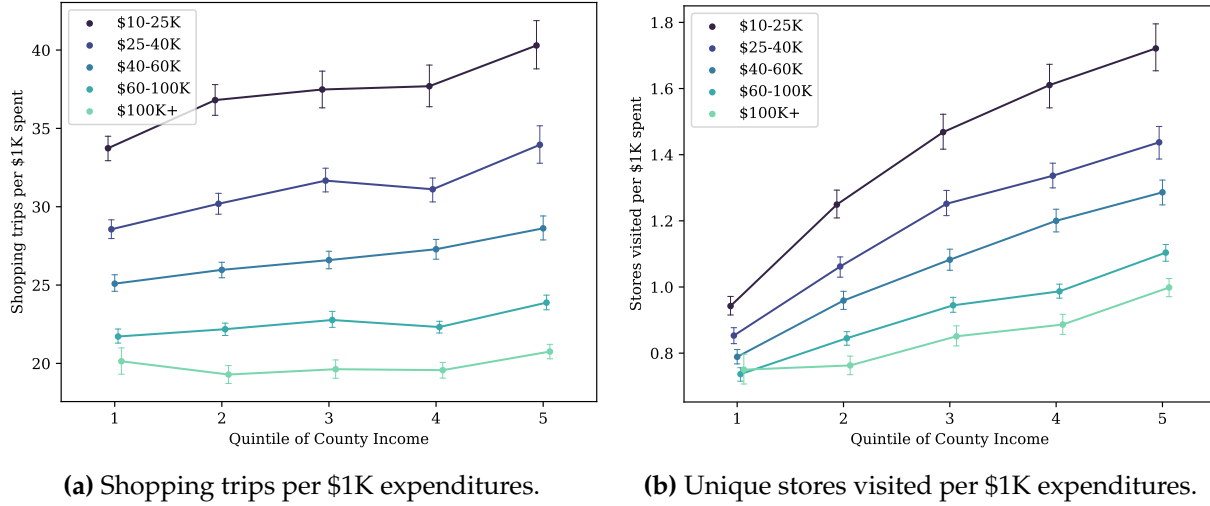 $10-25K
$25-40K
$40-60K
$60-100K
$100K+
40
35
30
25
20
Shopping trips per $1K spent
1 2 3 4 5
Quintile of County Income
(a) Shopping trips per $1K expenditures.
$10-25K
$25-40K
$40-60K
$60-100K
$100K+
1.8
1.6
1.4
1.2
1.0
0.8
Stores visited per $1K spent
1 2 3 4 5
Quintile of County Income
(b) Unique stores visited per $1K expenditures.